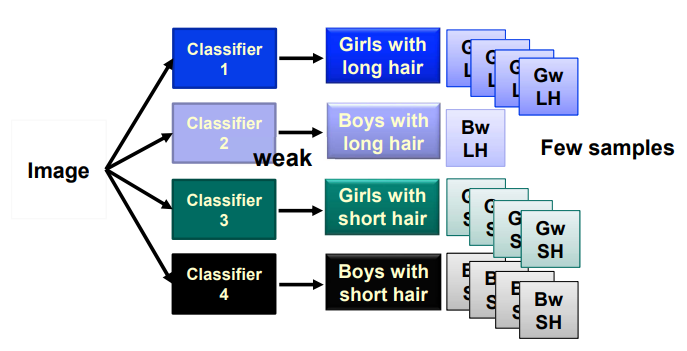 Image
Classifier
1
Girls with
long hair
G
L
G
L
G
L
Gw
LH
Classifier
2
weak
Boys with
long hair
Bw
LH
Few samples
Classifier
3
Girls with
short hair
G
S
G
S
G
S
Gw
SH
Classifier
4
Boys with
short hair
B
S
B
S
B
S
Bw
SH